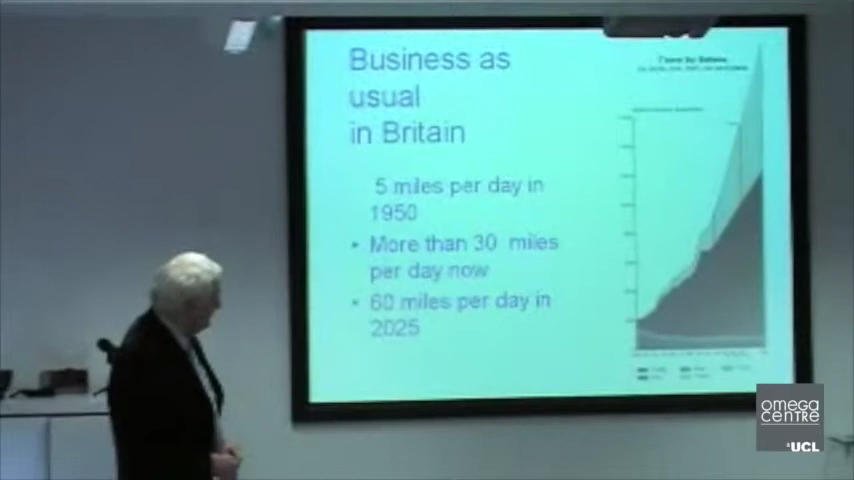 Business as
usual
in Britain
5 miles per day in
1950
• More than 30 miles
per day now
• 60 miles per day in
2025
omega
centre
UCL